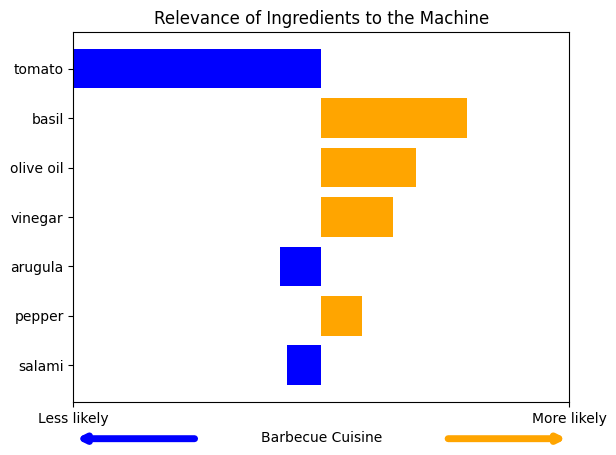 Relevance of Ingredients to the Machine
tomato
basil
olive oil
vinegar
arugula
pepper
salami
Less likely
More likely
Barbecue Cuisine